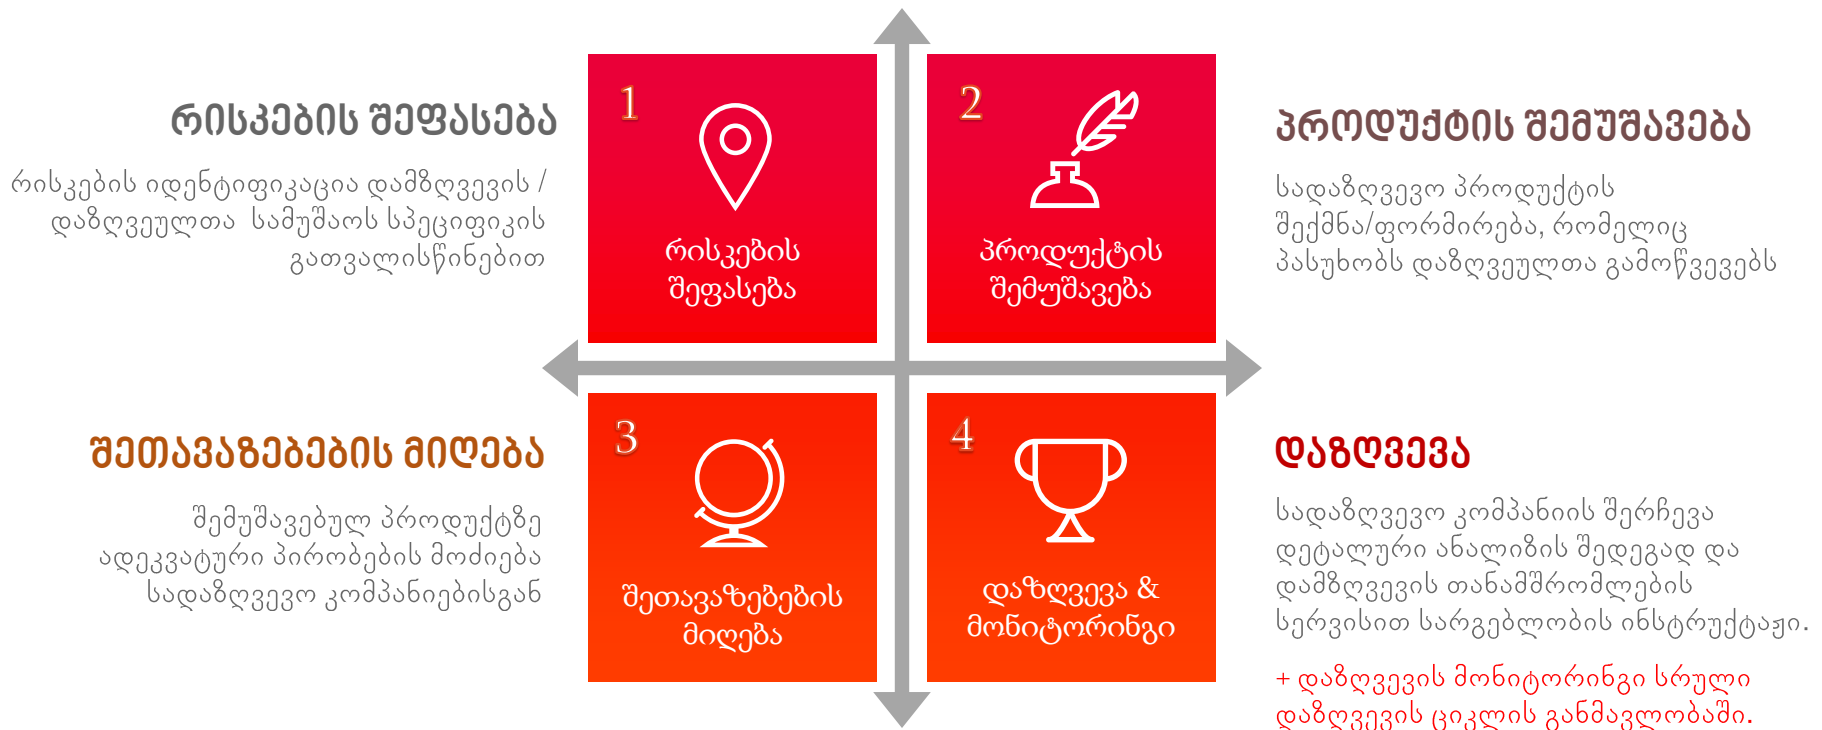 რისკების შეფასება
რისკების იდენტიფიკაცია დამზღვევის /
დაზღვეულთა სამუშაოს სპეციფიკის
გათვალისწინებით
1
რისკების
შეფასება
2
პროდუქტის
შემუშავება
პროდუქტის შემუშავება
სადაზღვევო პროდუქტის
შექმნა/ფორმირება, რომელიც
პასუხობს დაზღვეულთა გამოწვევებს
შეთავაზებების მიღება
შემუშავებულ პროდუქტზე
ადეკვატური პირობების მოძიება
სადაზღვევო კომპანიებისგან
3
შეთავაზებების
მიღება
4
დაზღვევა &
მონიტორინგი
დაზღვევა
სადაზღვევო კომპანიის შერჩევა
დეტალური ანალიზის შედეგად და
დამზღვევის თანამშრომლების
სერვისით სარგებლობის ინსტრუქტაჟი.
+ დაზღვევის მონიტორინგი სრული
დაზღვევის ციკლის განმავლობაში.